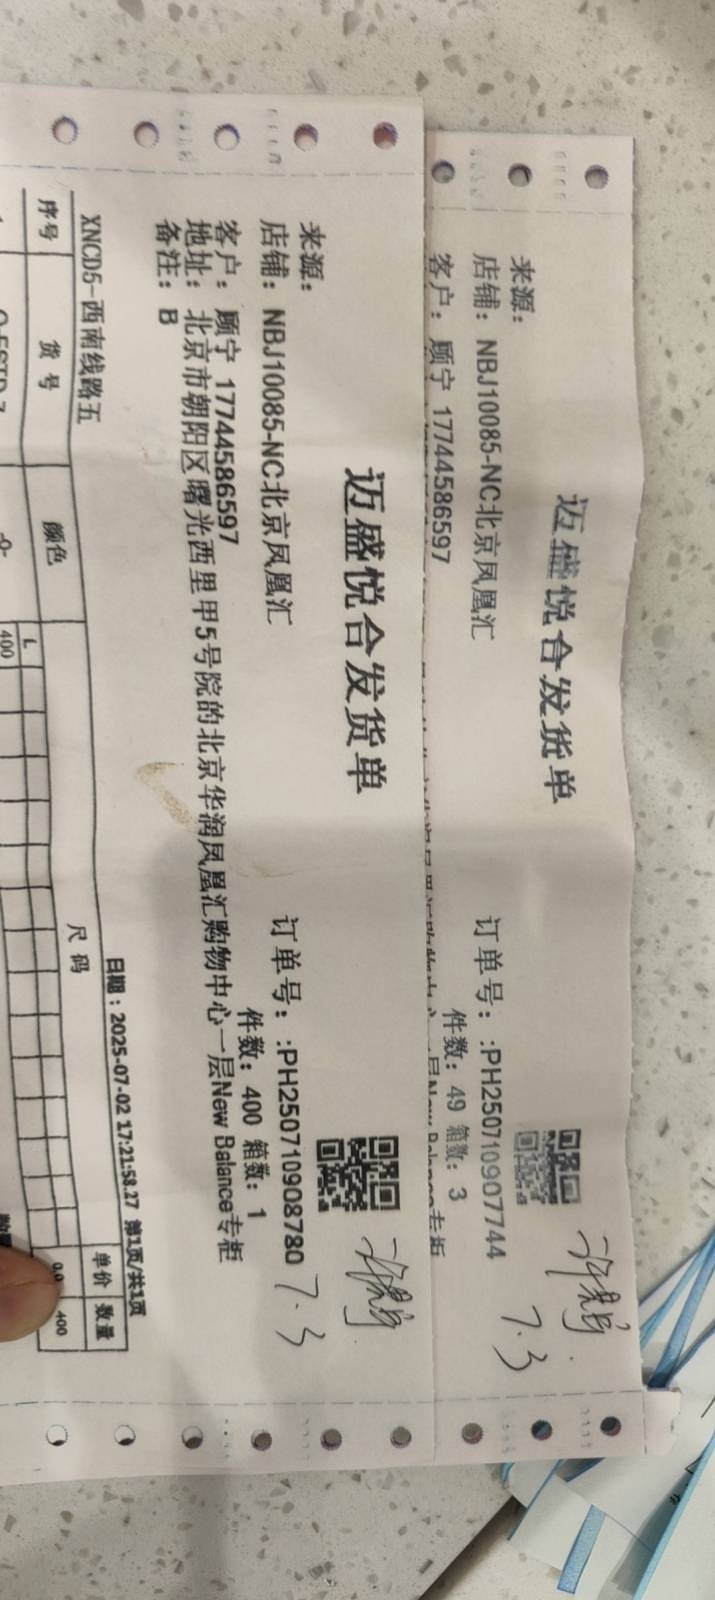 迈盛悦合发货单
来源：
订单号：:PH250710907744
店铺： NBJ10085-NC北京凤凰汇
件数： 49 箱数： 3
客户： 顾宁 17744586597
7.3
迈盛悦合发货单
来源：
订单号：:PH250710908780
店铺： NBJ10085-NC北京凤凰汇
件数： 400 箱数： 1
客户： 顾宁 17744586597
地址： 北京市朝阳区曙光西里甲5号院的北京华润凤凰汇购物中心一层New Balance专柜
备注： B
7.3
XNCD5-西南线路五
日期：2025-07-02 17:21:58.27 第1页/共1页
序号 货号 颜色 尺码 单价 数量
L
400 0.0 400